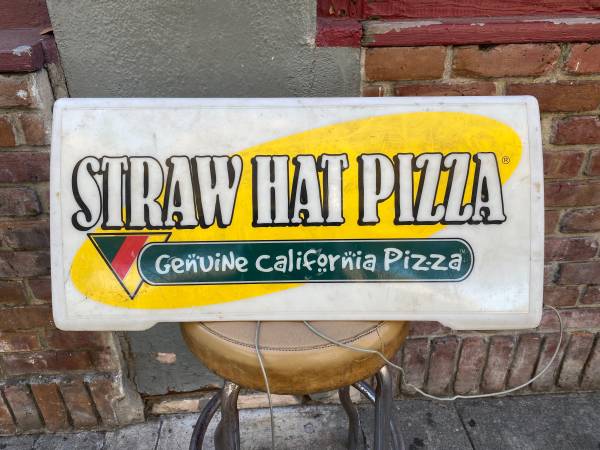 STRAW HAT PIZZA®
Genuine California Pizza